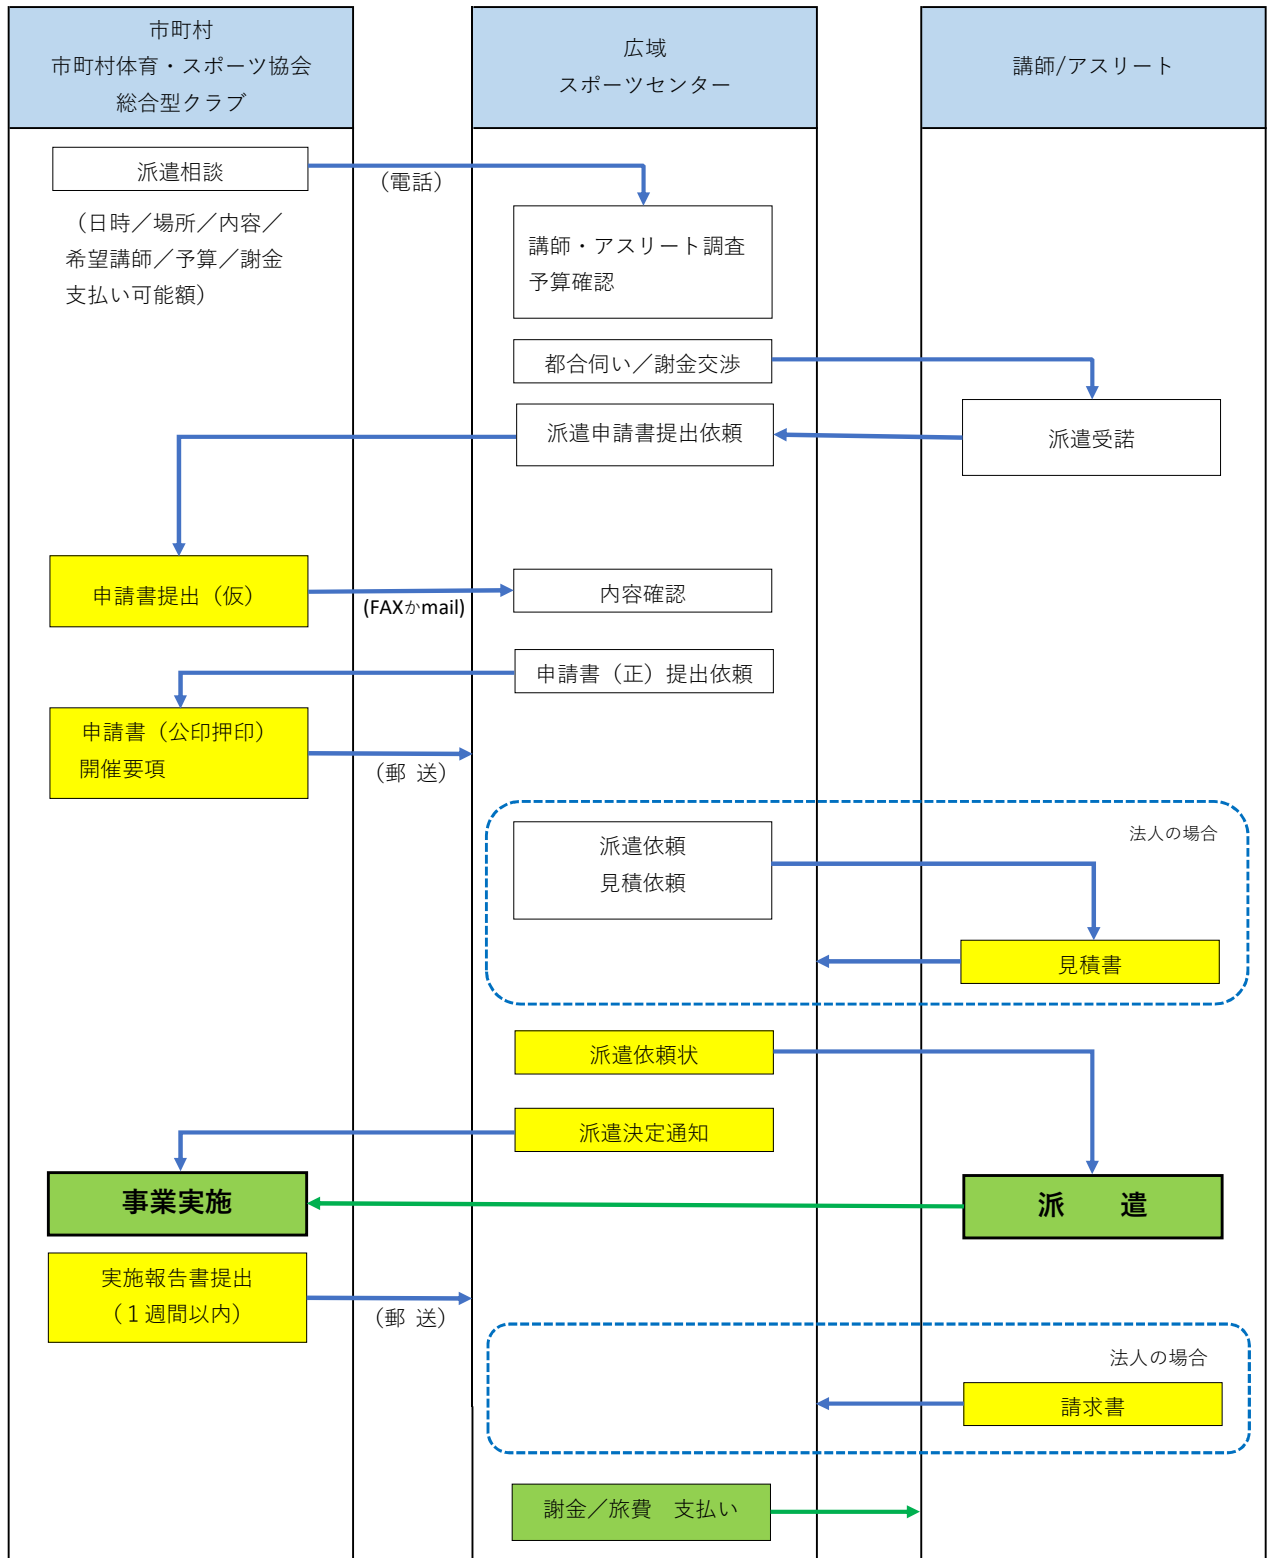 市町村
市町村体育・スポーツ協会
総合型クラブ
広域
スポーツセンター
講師/アスリート
派遣相談
（電話）
（日時／場所／内容／
希望講師／予算／謝金
支払い可能額）
講師・アスリート調査
予算確認
都合伺い／謝金交渉
派遣申請書提出依頼
派遣受諾
申請書提出（仮）
(FAXかmail)
内容確認
申請書（正）提出依頼
申請書（公印押印）
開催要項
（郵 送）
派遣依頼
見積依頼
法人の場合
見積書
派遣依頼状
派遣決定通知
事業実施
派　　遣
実施報告書提出
（１週間以内）
（郵 送）
法人の場合
請求書
謝金／旅費　支払い